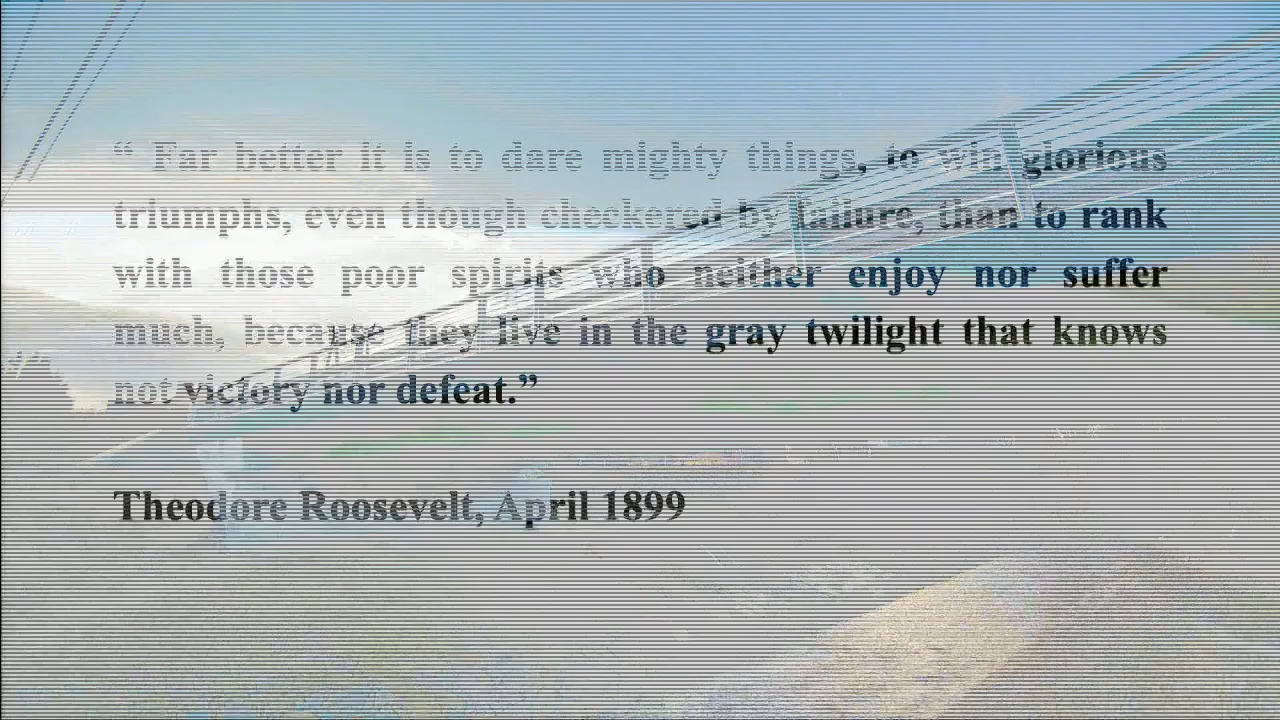 “ Far better it is to dare mighty things, to win glorious
triumphs, even though checkered by failure, than to rank
with those poor spirits who neither enjoy nor suffer
much, because they live in the gray twilight that knows
not victory nor defeat.”
Theodore Roosevelt, April 1899